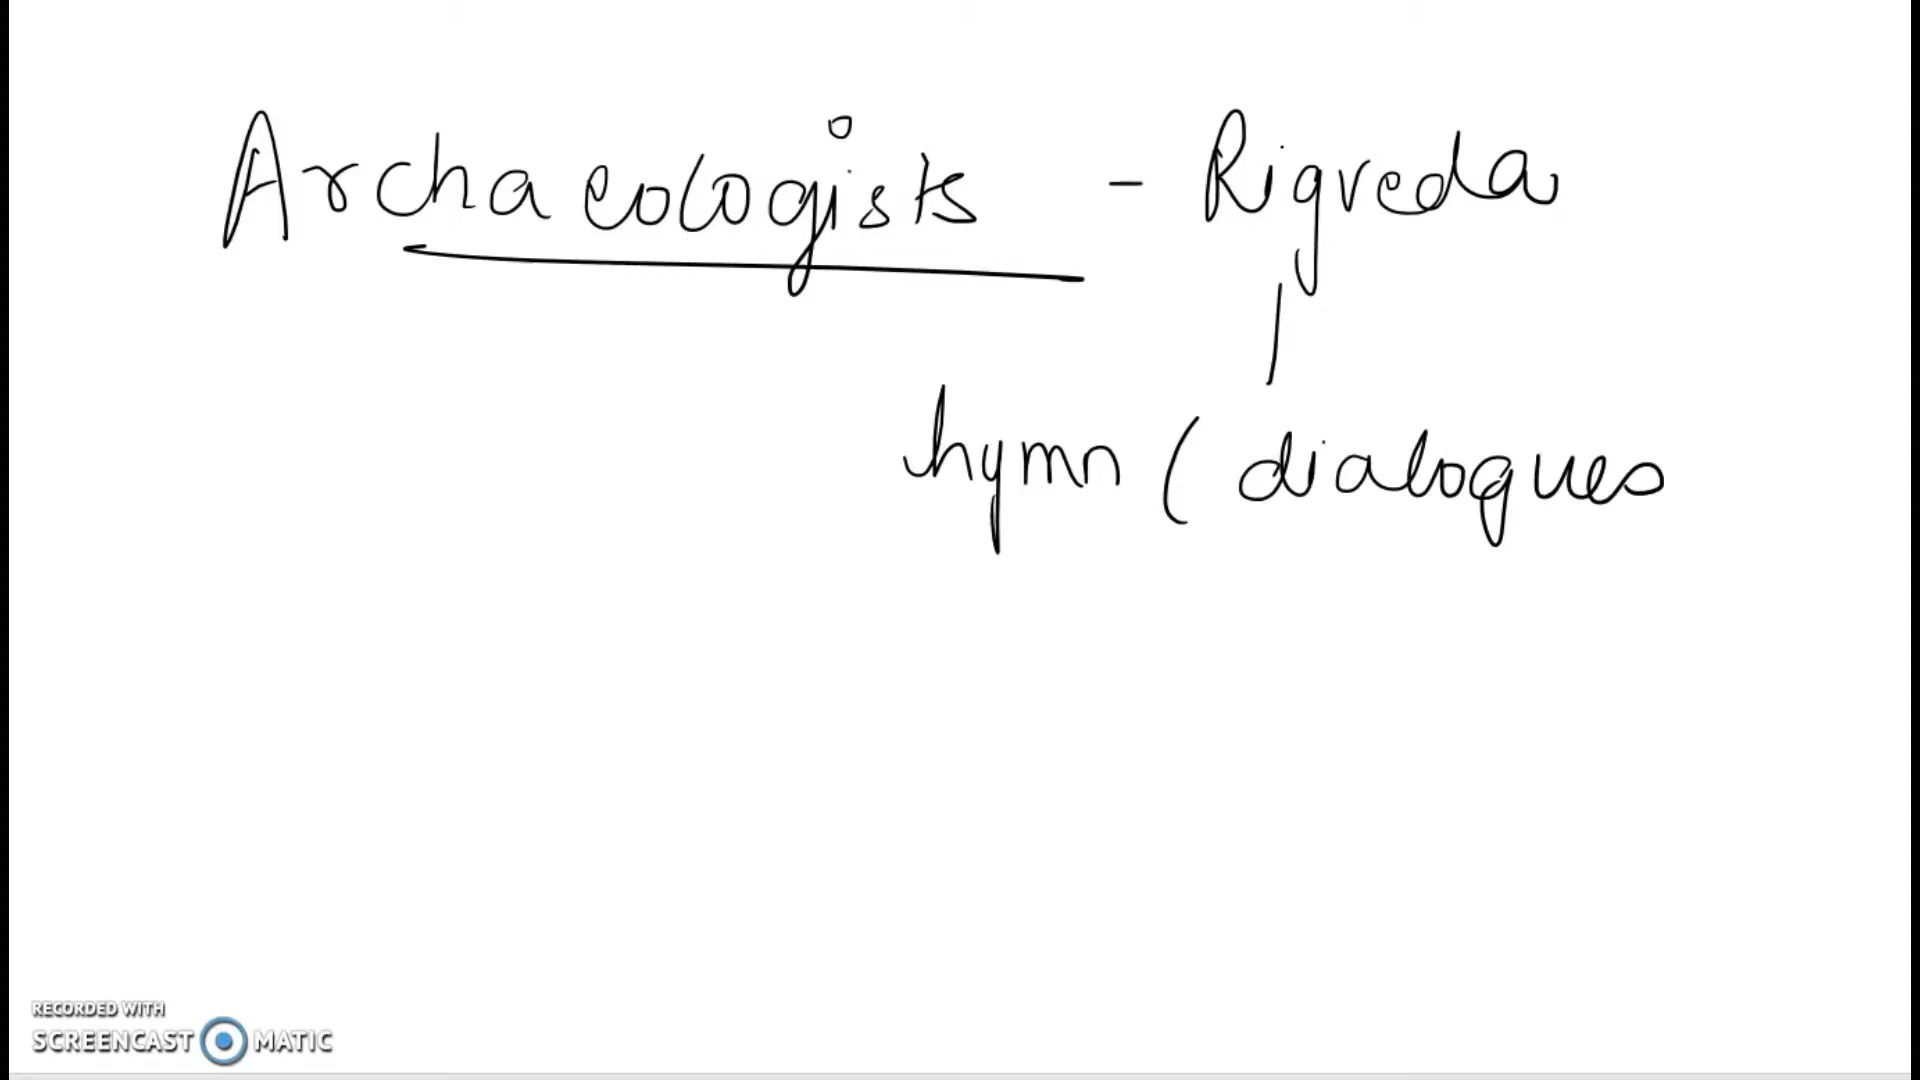 Archaeologists - Rigveda
hymn (dialogues
RECORDED WITH
SCREENCAST MATIC